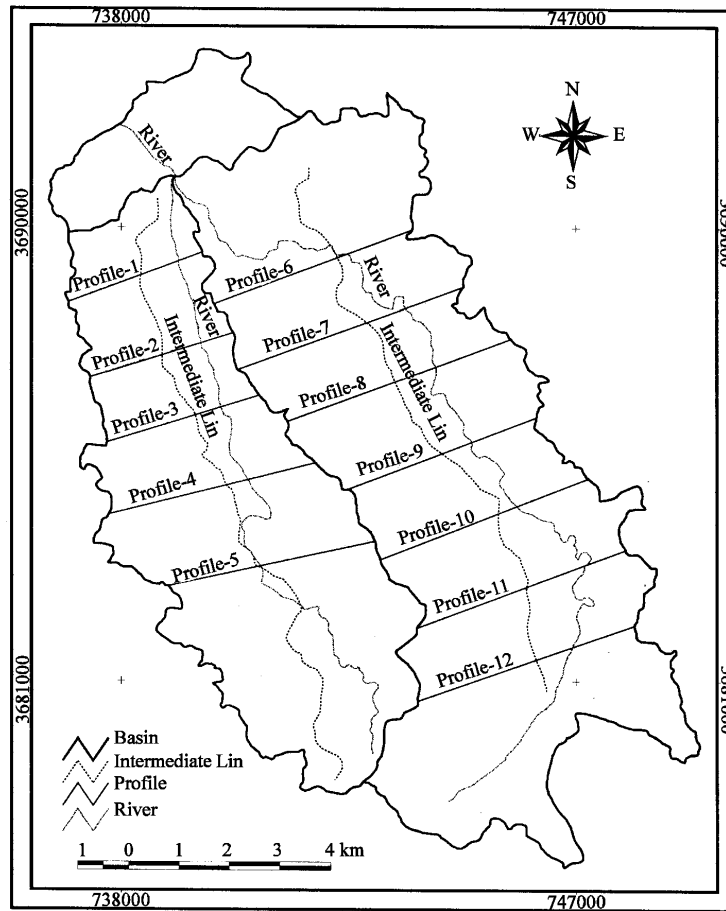 738000 747000
N
W E
S
River
3690000
3690000
Profile-1
Profile-6
River
River
Profile-2
Profile-7
Intermediate Lin
Intermediate Lin
Profile-3
Profile-8
Profile-4
Profile-9
Profile-5
Profile-10
Profile-11
Profile-12
3681000
3681000
Basin
Intermediate Lin
Profile
River
1 0 1 2 3 4 km
738000 747000